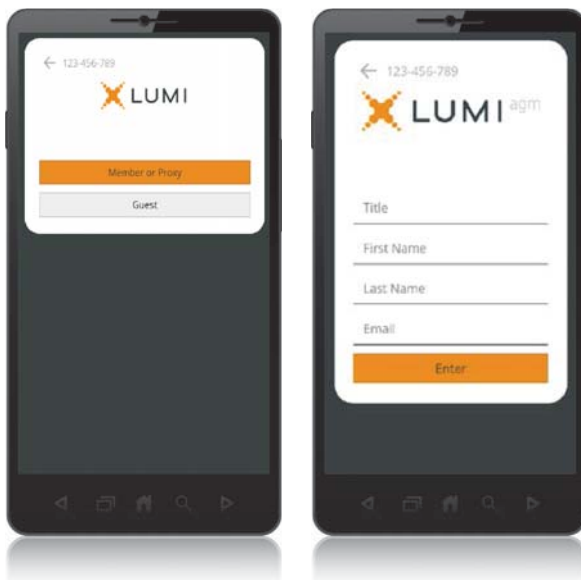 123-456-789
LUMI
Member or Proxy
Guest
123-456-789
LUMI agm
Title
First Name
Last Name
Email
Enter